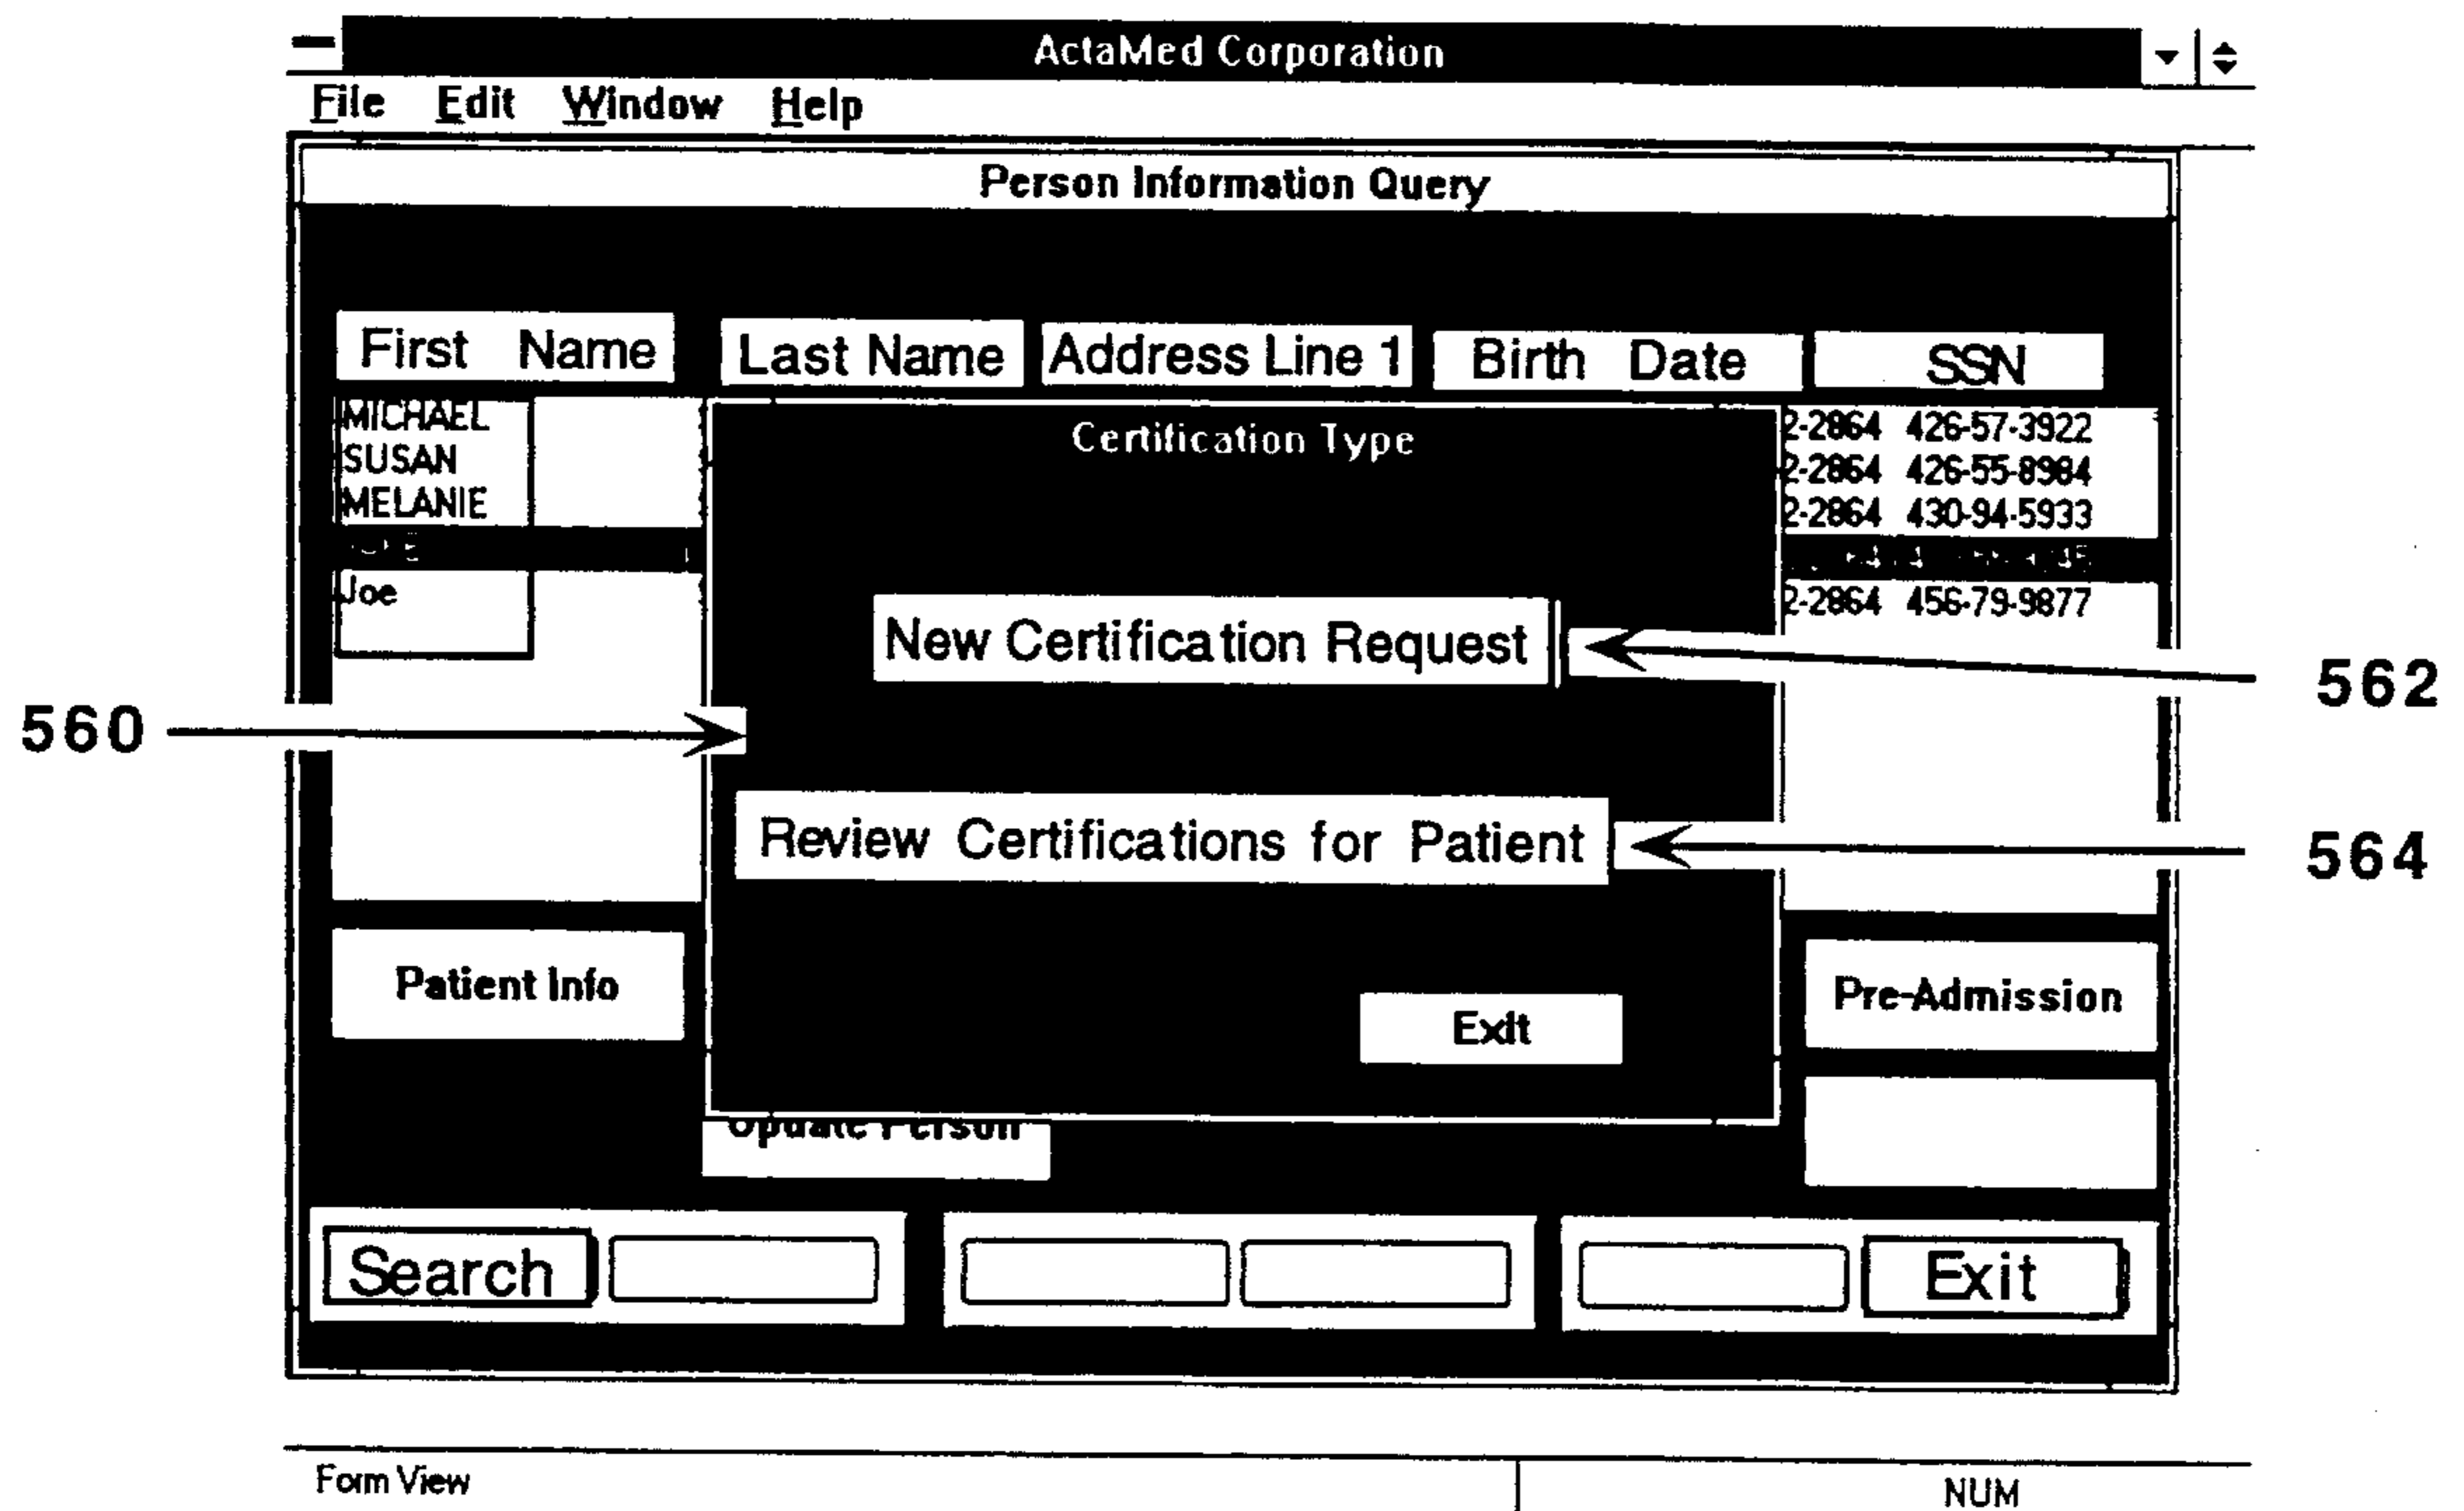 ActaMed Corporation
File Edit Window Help
Person Information Query
First Name Last Name Address Line 1 Birth Date SSN
MICHAEL 2-2864 426-57-3922
Certification Type
SUSAN 2-2864 426-55-8984
MELANIE 2-2864 430-94-5933
Joe 2-2864 456-79-9877
New Certification Request
562
560
Review Certifications for Patient
564
Patient Info
Pre-Admission
Exit
Update Person
Search Exit
Form View NUM